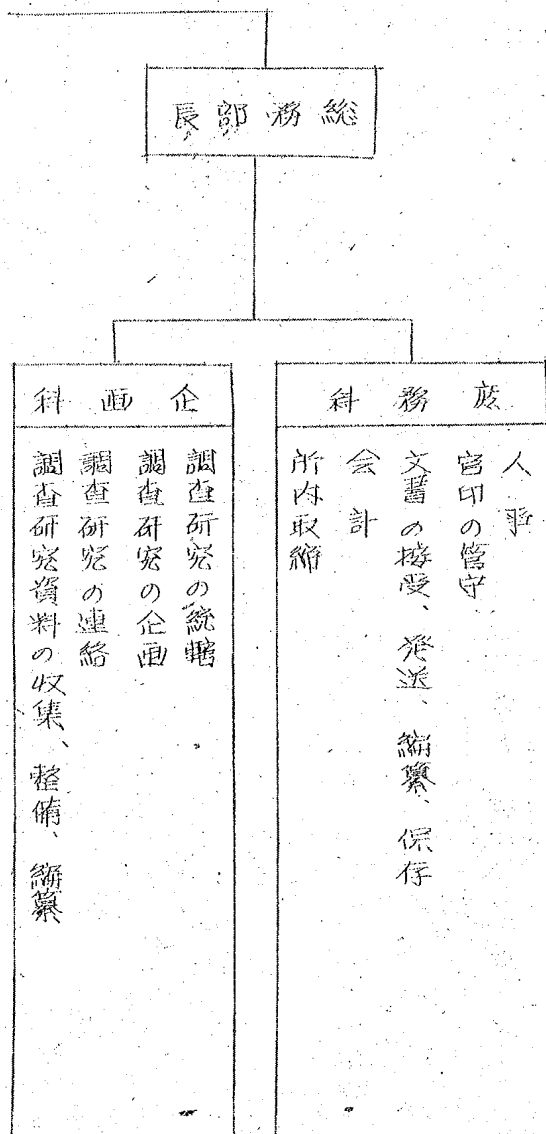 総務部長
庶務科
人事
官印の管守
文書の接受、発送、編纂、保存
会計
所内取締
企画科
調査研究の統轄
調査研究の企画
調査研究の連絡
調査研究資料の収集、整備、編纂